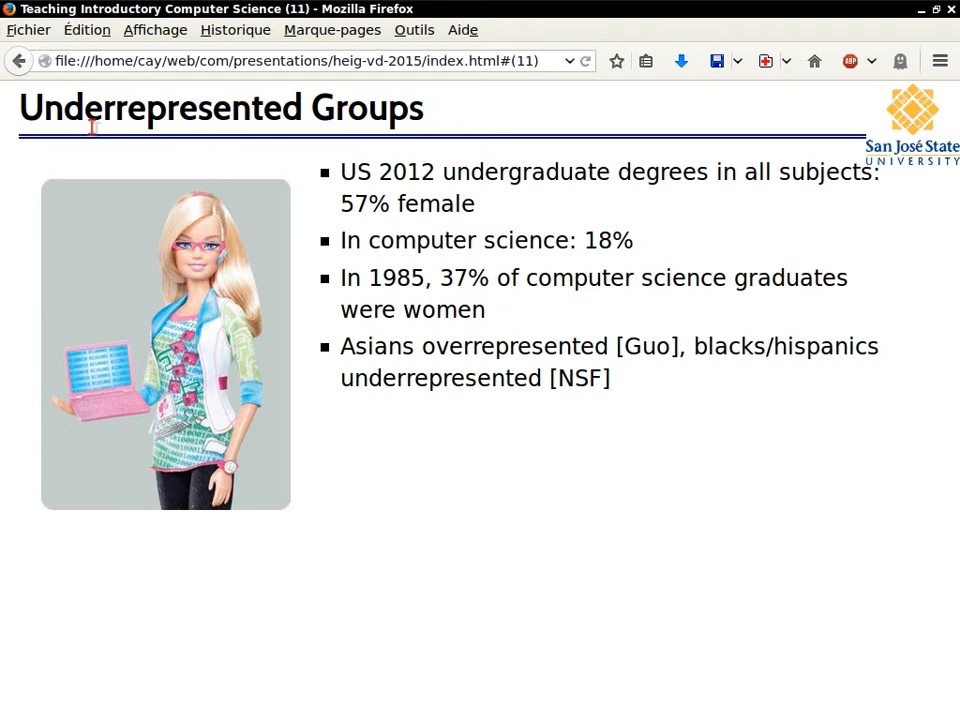 Teaching Introductory Computer Science (11) - Mozilla Firefox
Fichier Édition Affichage Historique Marque-pages Outils Aide
file:///home/cay/web/com/presentations/heig-vd-2015/index.html#(11)
ABP
Underrepresented Groups
San José State
UNIVERSITY
US 2012 undergraduate degrees in all subjects:
57% female
In computer science: 18%
In 1985, 37% of computer science graduates
were women
Asians overrepresented [Guo], blacks/hispanics
underrepresented [NSF]